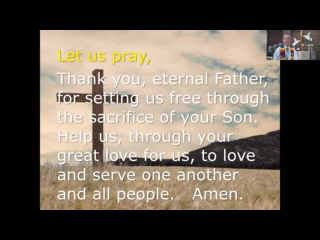 Let us pray,
Thank you, eternal Father,
for setting us free through
the sacrifice of your Son.
Help us, through your
great love for us, to love
and serve one another
and all people. Amen.